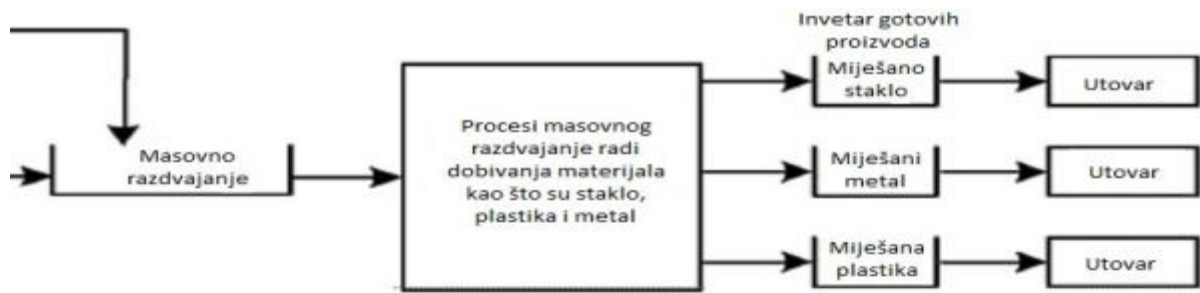 Masovno
razdvajanje
Procesi masovnog
razdvajanje radi
dobivanja materijala
kao što su staklo,
plastika i metal
Invetar gotovih
proizvoda
Miješano
staklo
Utovar
Miješani
metal
Utovar
Miješana
plastika
Utovar